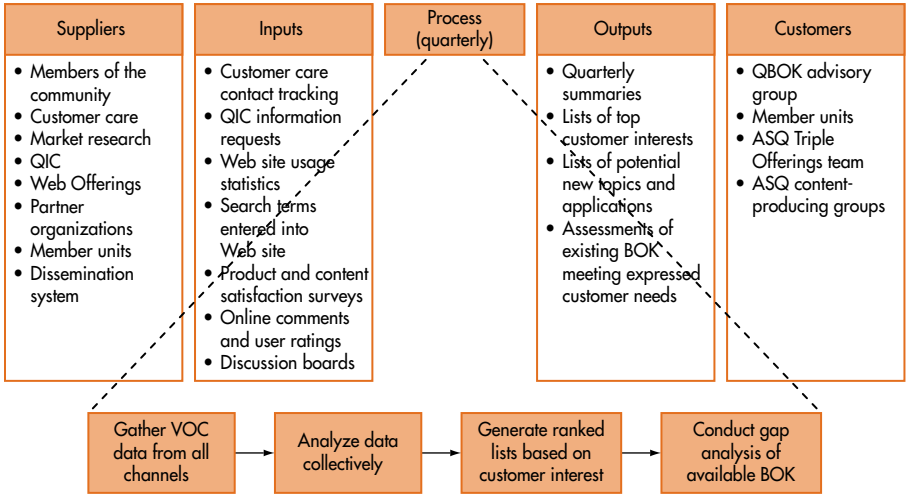 Suppliers
• Members of the
community
• Customer care
• Market research
• QIC
• Web Offerings
• Partner
organizations
• Member units
• Dissemination
system
Inputs
• Customer care
contact tracking
• QIC information
requests
• Web site usage
statistics
• Search terms
entered into
Web site
• Product and content
satisfaction surveys
• Online comments
and user ratings
• Discussion boards
Process
(quarterly)
Outputs
• Quarterly
summaries
• Lists of top
customer interests
• Lists of potential
new topics and
applications
• Assessments of
existing BOK
meeting expressed
customer needs
Customers
• QBOK advisory
group
• Member units
• ASQ Triple
Offerings team
• ASQ content-
producing groups
Gather VOC
data from all
channels
Analyze data
collectively
Generate ranked
lists based on
customer interest
Conduct gap
analysis of
available BOK